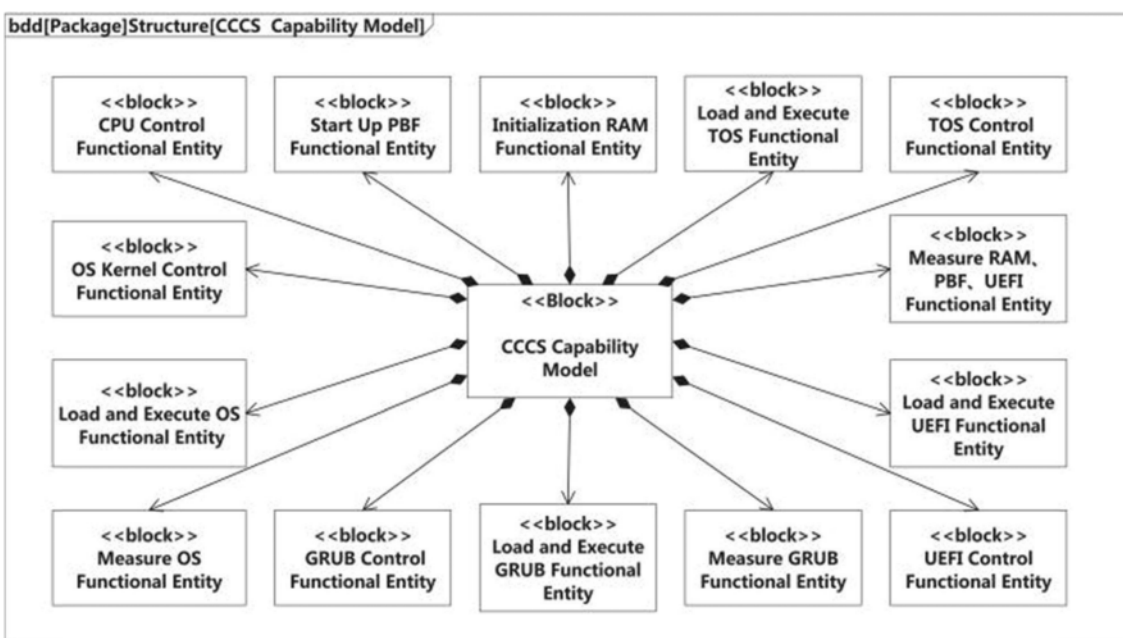 bdd[Package]Structure[CCCS Capability Model]
<<block>>
CPU Control
Functional Entity
<<block>>
Start Up PBF
Functional Entity
<<block>>
Initialization RAM
Functional Entity
<<block>>
Load and Execute
TOS Functional
Entity
<<block>>
TOS Control
Functional Entity
<<block>>
OS Kernel Control
Functional Entity
<<block>>
Measure RAM、
PBF、UEFI
Functional Entity
<<Block>>
CCCS Capability
Model
<<block>>
Load and Execute OS
Functional Entity
<<block>>
Load and Execute
UEFI Functional
Entity
<<block>>
Measure OS
Functional Entity
<<block>>
GRUB Control
Functional Entity
<<block>>
Load and Execute
GRUB Functional
Entity
<<block>>
Measure GRUB
Functional Entity
<<block>>
UEFI Control
Functional Entity